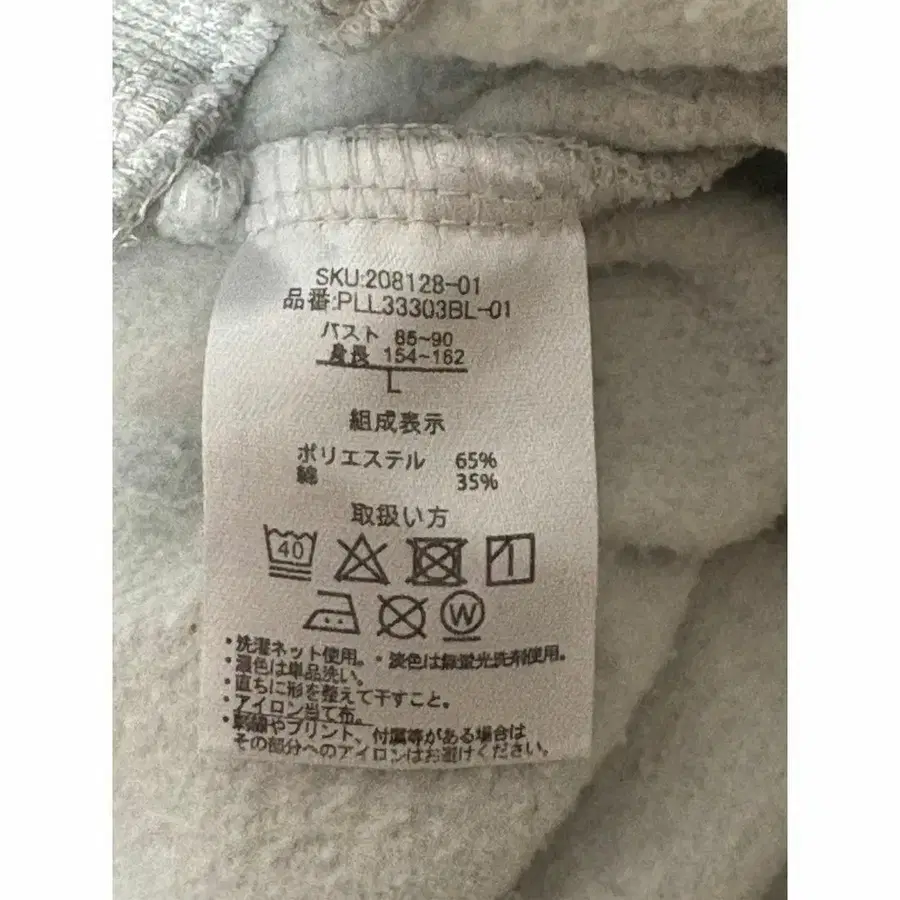 SKU:208128-01
品番:PLL33303BL-01
バスト 85~90
身長 154~162
L
組成表示
ポリエステル 65%
綿 35%
取扱い方
40
W
・洗濯ネット使用。・淡色は無蛍光洗剤使用。
・濃色は単品洗い。
・直ちに形を整えて干すこと。
・アイロン当て布。
・刺繍やプリント、付属等がある場合は
その部分へのアイロンはお避けください。